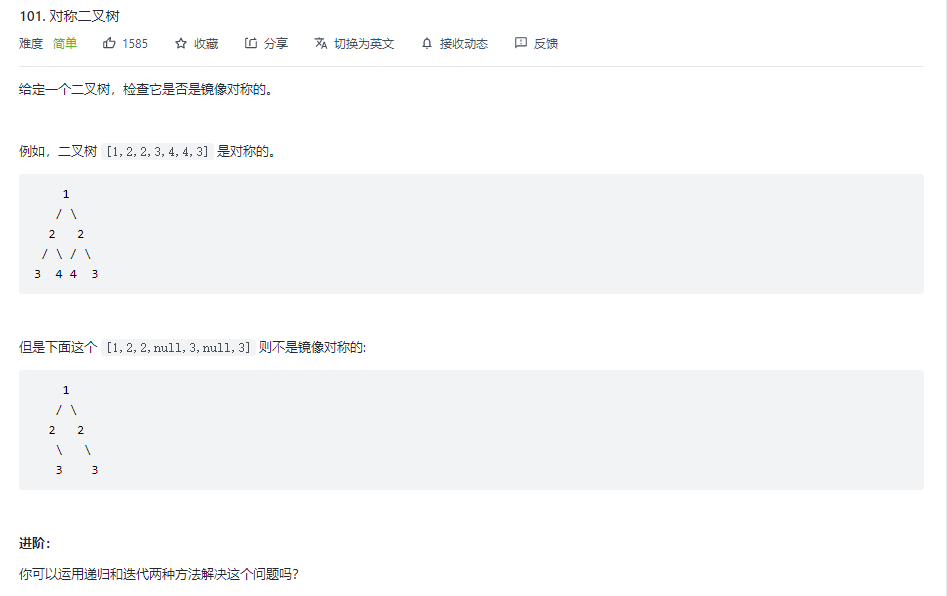 101. 对称二叉树
难度 简单 1585 收藏 分享 切换为英文 接收动态 反馈
给定一个二叉树，检查它是否是镜像对称的。
例如，二叉树 [1,2,2,3,4,4,3] 是对称的。
    1
   / \
  2   2
 / \ / \
3  4 4  3
但是下面这个 [1,2,2,null,3,null,3] 则不是镜像对称的:
    1
   / \
  2   2
   \   \
   3    3
进阶：
你可以运用递归和迭代两种方法解决这个问题吗？